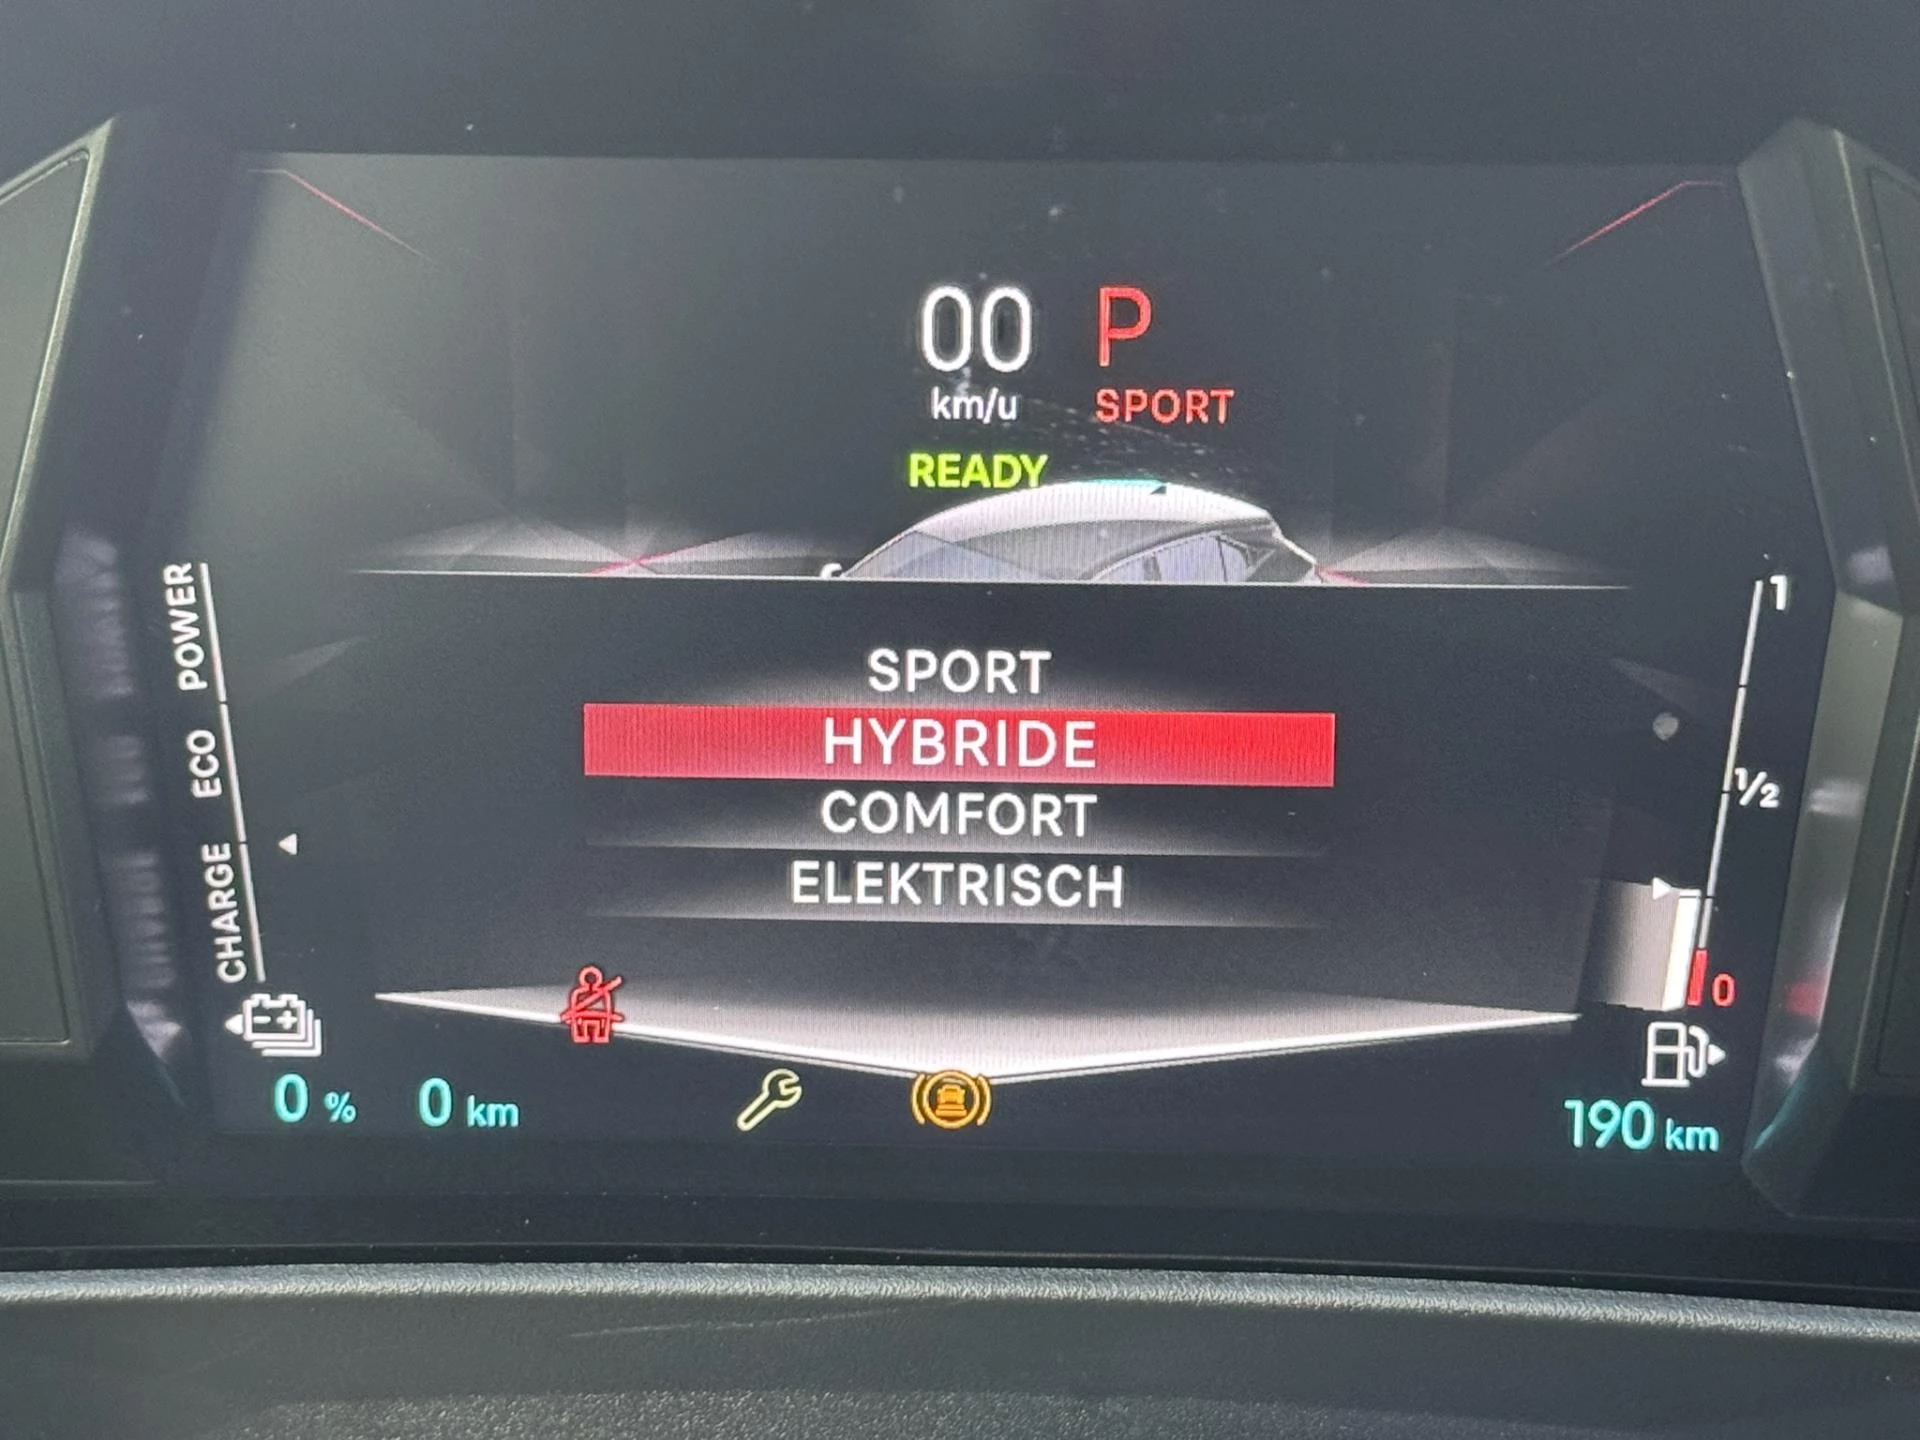 00 P
km/u SPORT
READY
POWER
ECO
CHARGE
SPORT
HYBRIDE
COMFORT
ELEKTRISCH
1
1/2
0
0 % 0 km
190 km